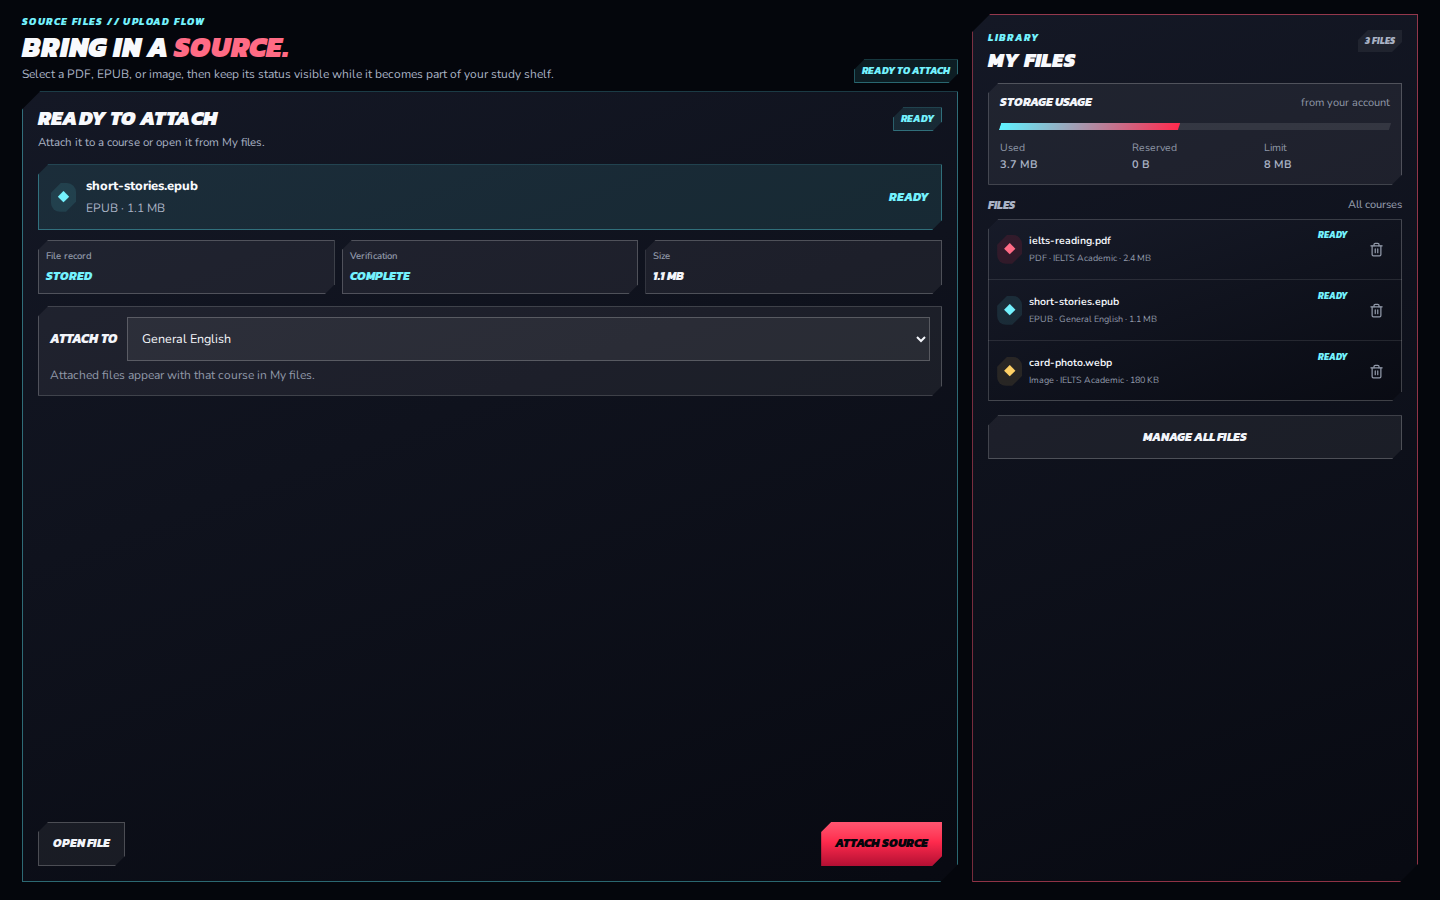 SOURCE FILES // UPLOAD FLOW
BRING IN A SOURCE.
Select a PDF, EPUB, or image, then keep its status visible while it becomes part of your study shelf.
READY TO ATTACH
READY TO ATTACH
READY
Attach it to a course or open it from My files.
short-stories.epub
EPUB · 1.1 MB
READY
File record
STORED
Verification
COMPLETE
Size
1.1 MB
ATTACH TO
General English
Attached files appear with that course in My files.
OPEN FILE
ATTACH SOURCE
LIBRARY
MY FILES
3 FILES
STORAGE USAGE
from your account
Used
Reserved
Limit
3.7 MB
0 B
8 MB
FILES
All courses
ielts-reading.pdf
READY
PDF · IELTS Academic · 2.4 MB
short-stories.epub
READY
EPUB · General English · 1.1 MB
card-photo.webp
READY
Image · IELTS Academic · 180 KB
MANAGE ALL FILES